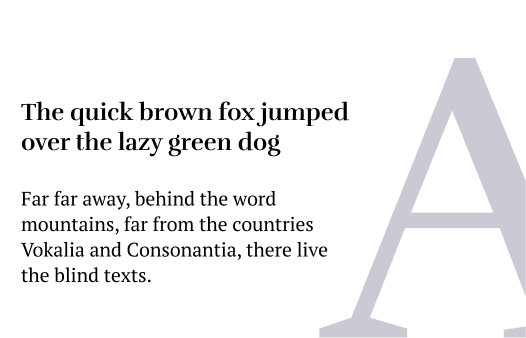 The quick brown fox jumped
over the lazy green dog
Far far away, behind the word
mountains, far from the countries
Vokalia and Consonantia, there live
the blind texts.
A